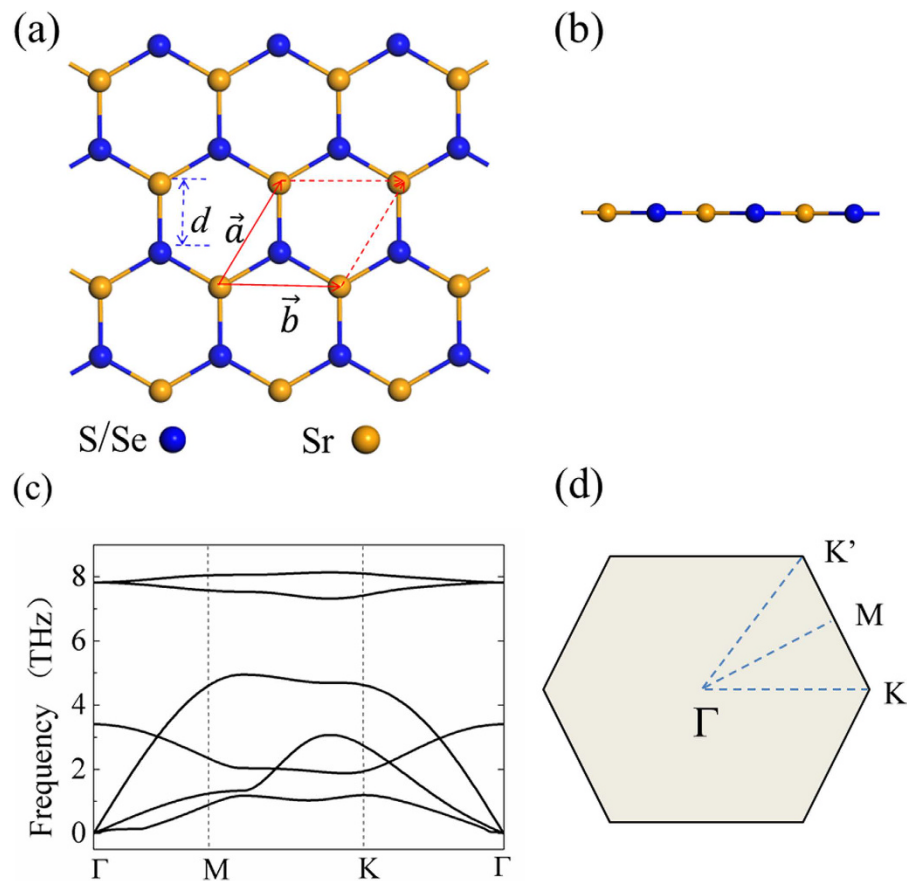 (a)
(b)
d
a⃗
b⃗
S/Se
Sr
(c)
(d)
Frequency (THz)
8
6
4
2
0
Γ
M
K
Γ
K’
M
K
Γ